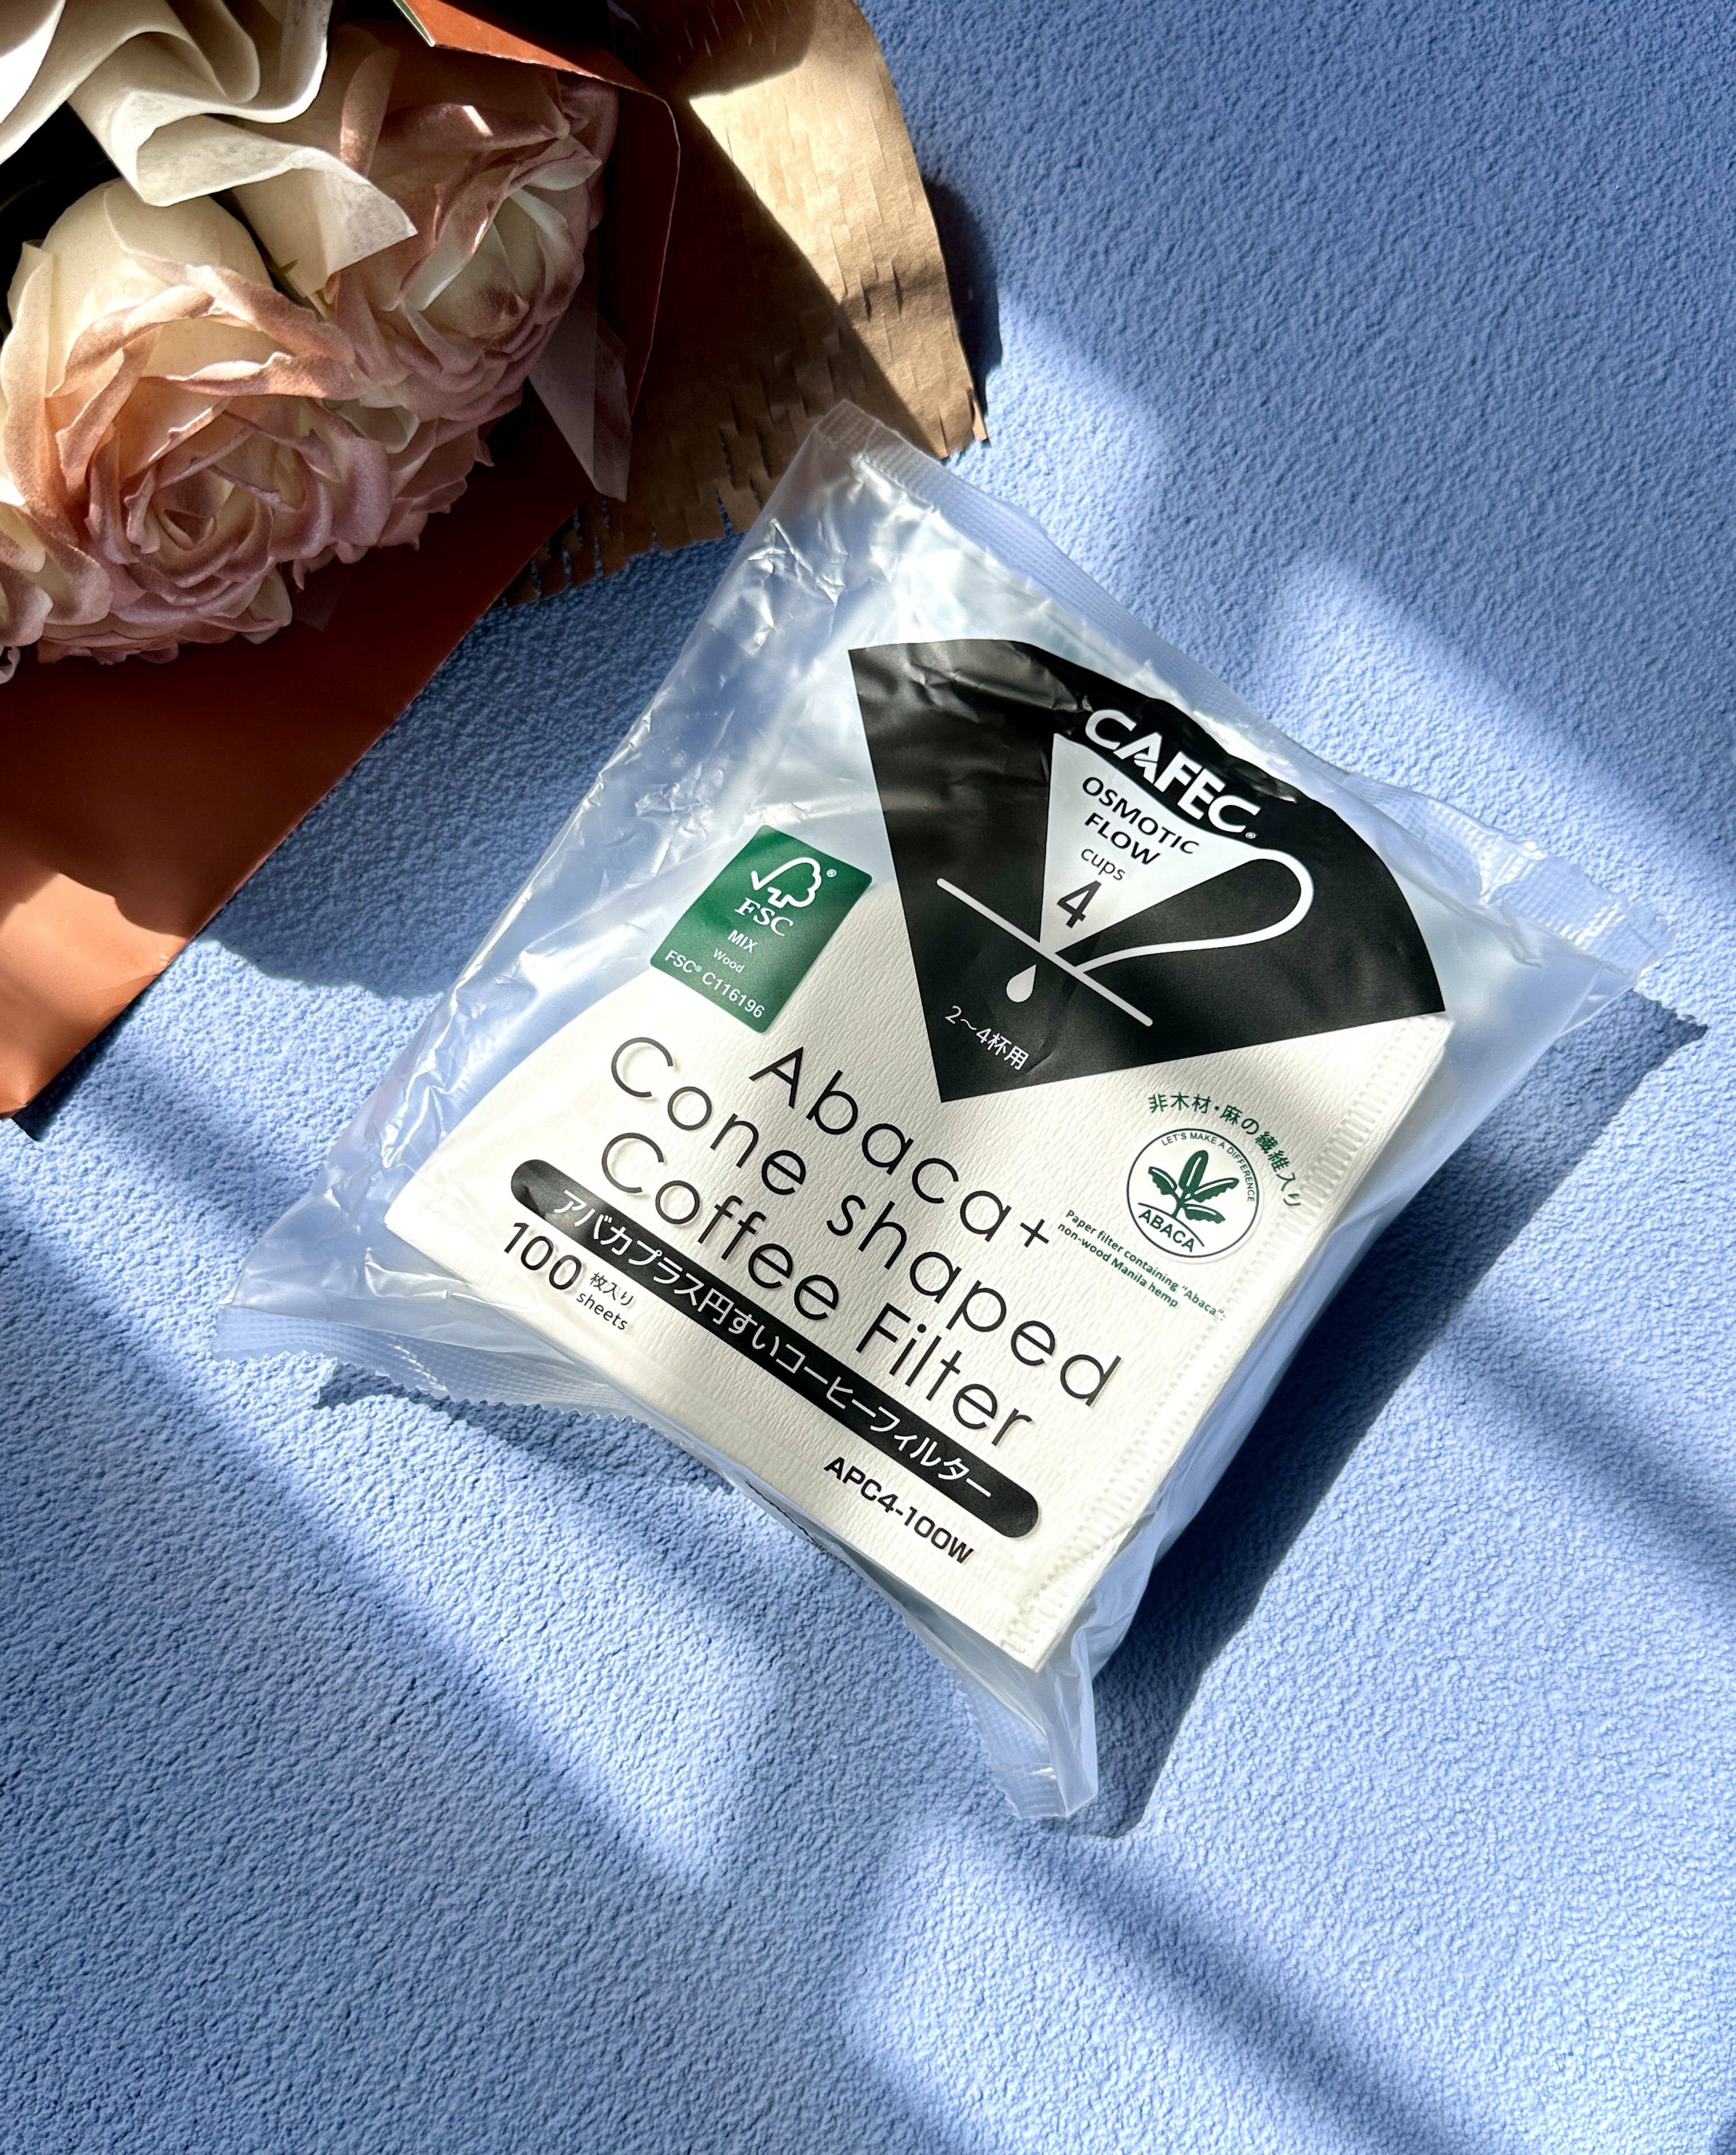 CAFEC®
OSMOTIC
FLOW
cups
4
2～4杯用
FSC®
MIX
Wood
FSC® C116196
Abaca+
Cone shaped
Coffee Filter
非木材・麻の繊維入り
LET'S MAKE A DIFFERENCE
ABACA
Paper filter containing "Abaca":
non-wood Manila hemp
アバカプラス円すいコーヒーフィルター
100枚入り
sheets
APC4-100W